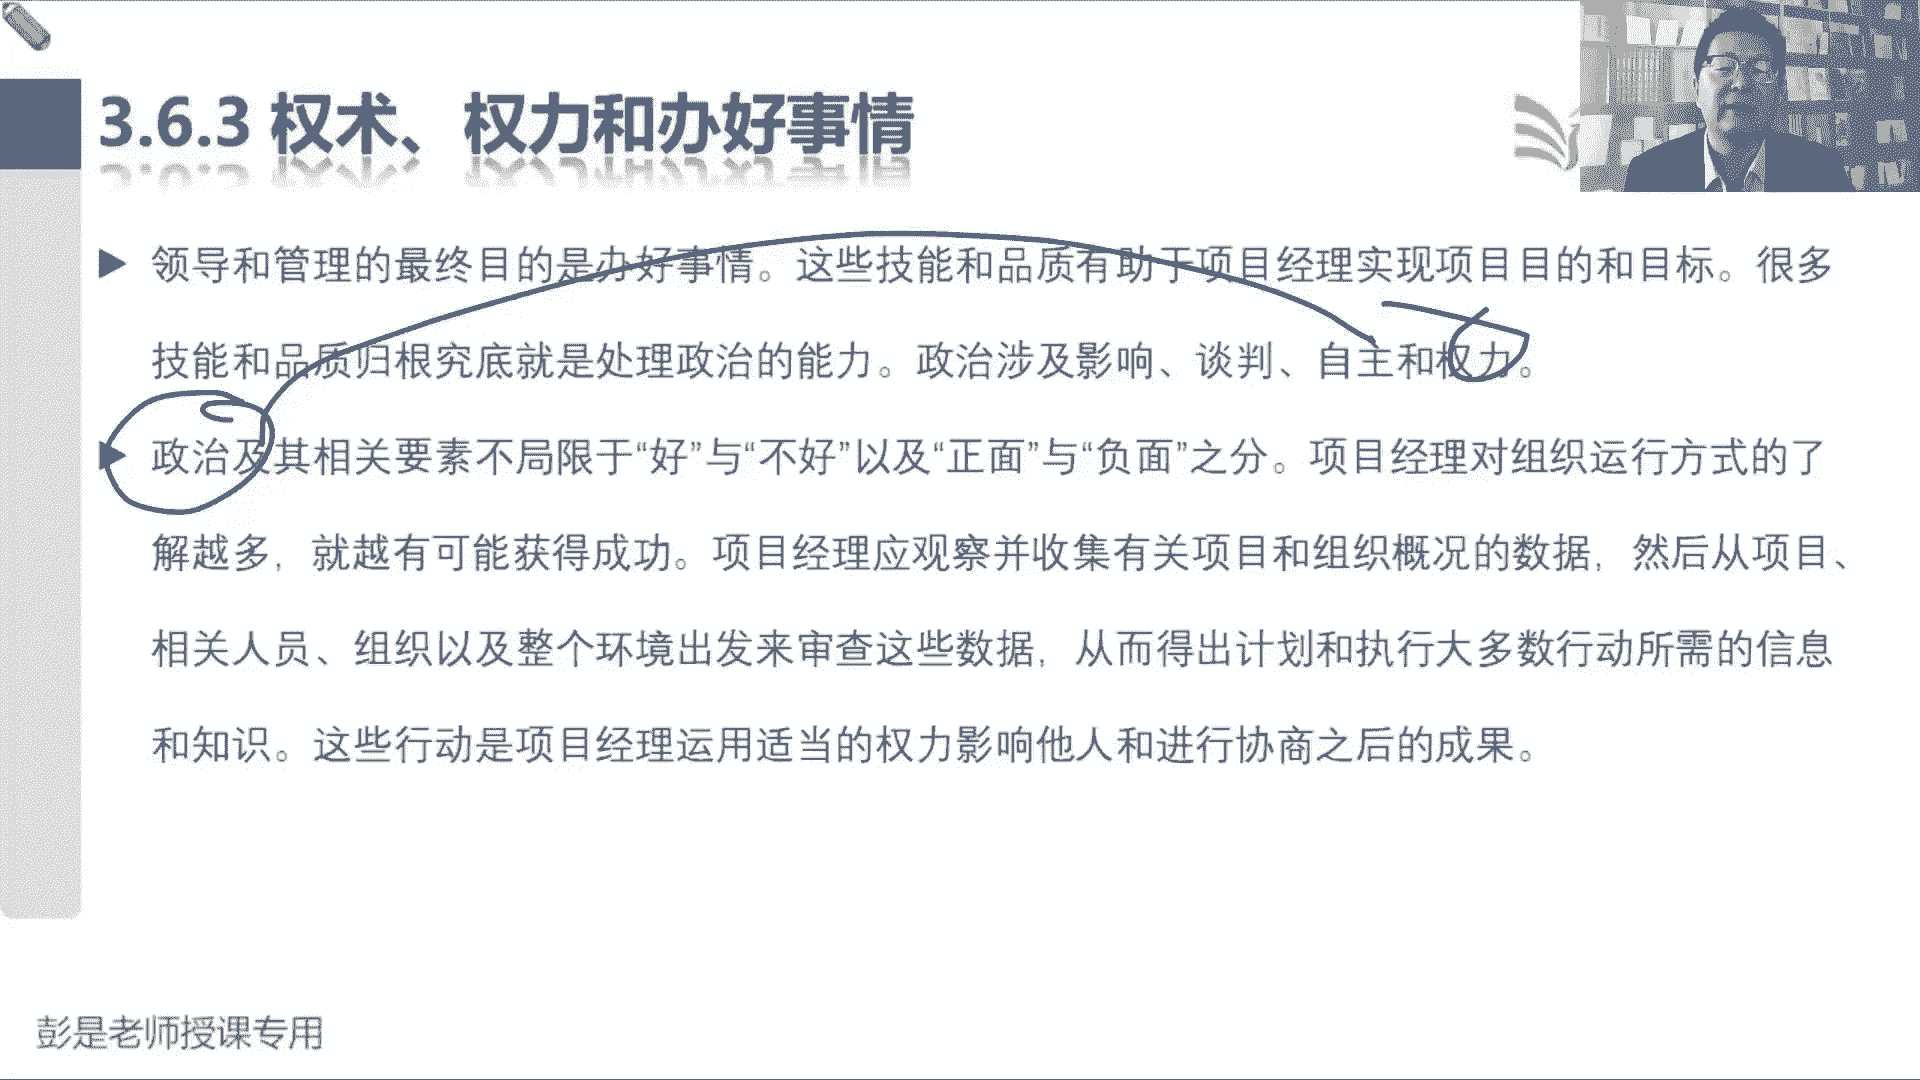 3.6.3 权术、权力和办好事情
领导和管理的最终目的是办好事情。这些技能和品质有助于项目经理实现项目目的和目标。很多
技能和品质归根究底就是处理政治的能力。政治涉及影响、谈判、自主和权力。
政治及其相关要素不局限于“好”与“不好”以及“正面”与“负面”之分。项目经理对组织运行方式的了
解越多，就越有可能获得成功。项目经理应观察并收集有关项目和组织概况的数据，然后从项目、
相关人员、组织以及整个环境出发来审查这些数据，从而得出计划和执行大多数行动所需的信息
和知识。这些行动是项目经理运用适当的权力影响他人和进行协商之后的成果。
彭是老师授课专用